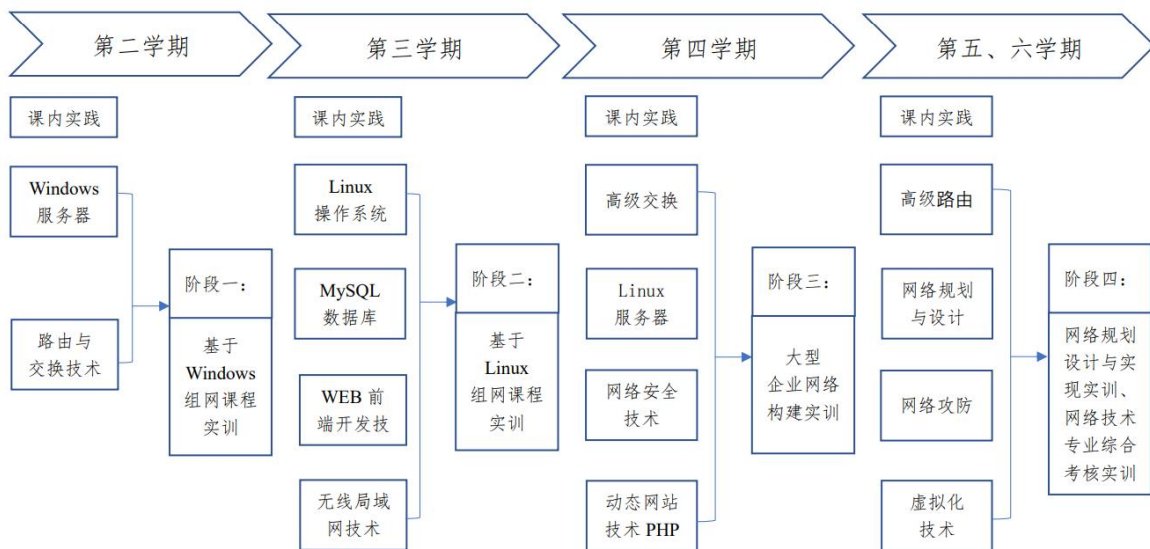 第二学期
第三学期
第四学期
第五、六学期
课内实践
课内实践
课内实践
课内实践
Windows
服务器
路由与
交换技术
阶段一：
基于
Windows
组网课程
实训
Linux
操作系统
MySQL
数据库
WEB 前
端开发技
无线局域
网技术
阶段二：
基于
Linux
组网课程
实训
高级交换
Linux
服务器
网络安全
技术
动态网站
技术 PHP
阶段三：
大型
企业网络
构建实训
高级路由
网络规划
与设计
网络攻防
虚拟化
技术
阶段四：
网络规划
设计与实
现实训、
网络技术
专业综合
考核实训